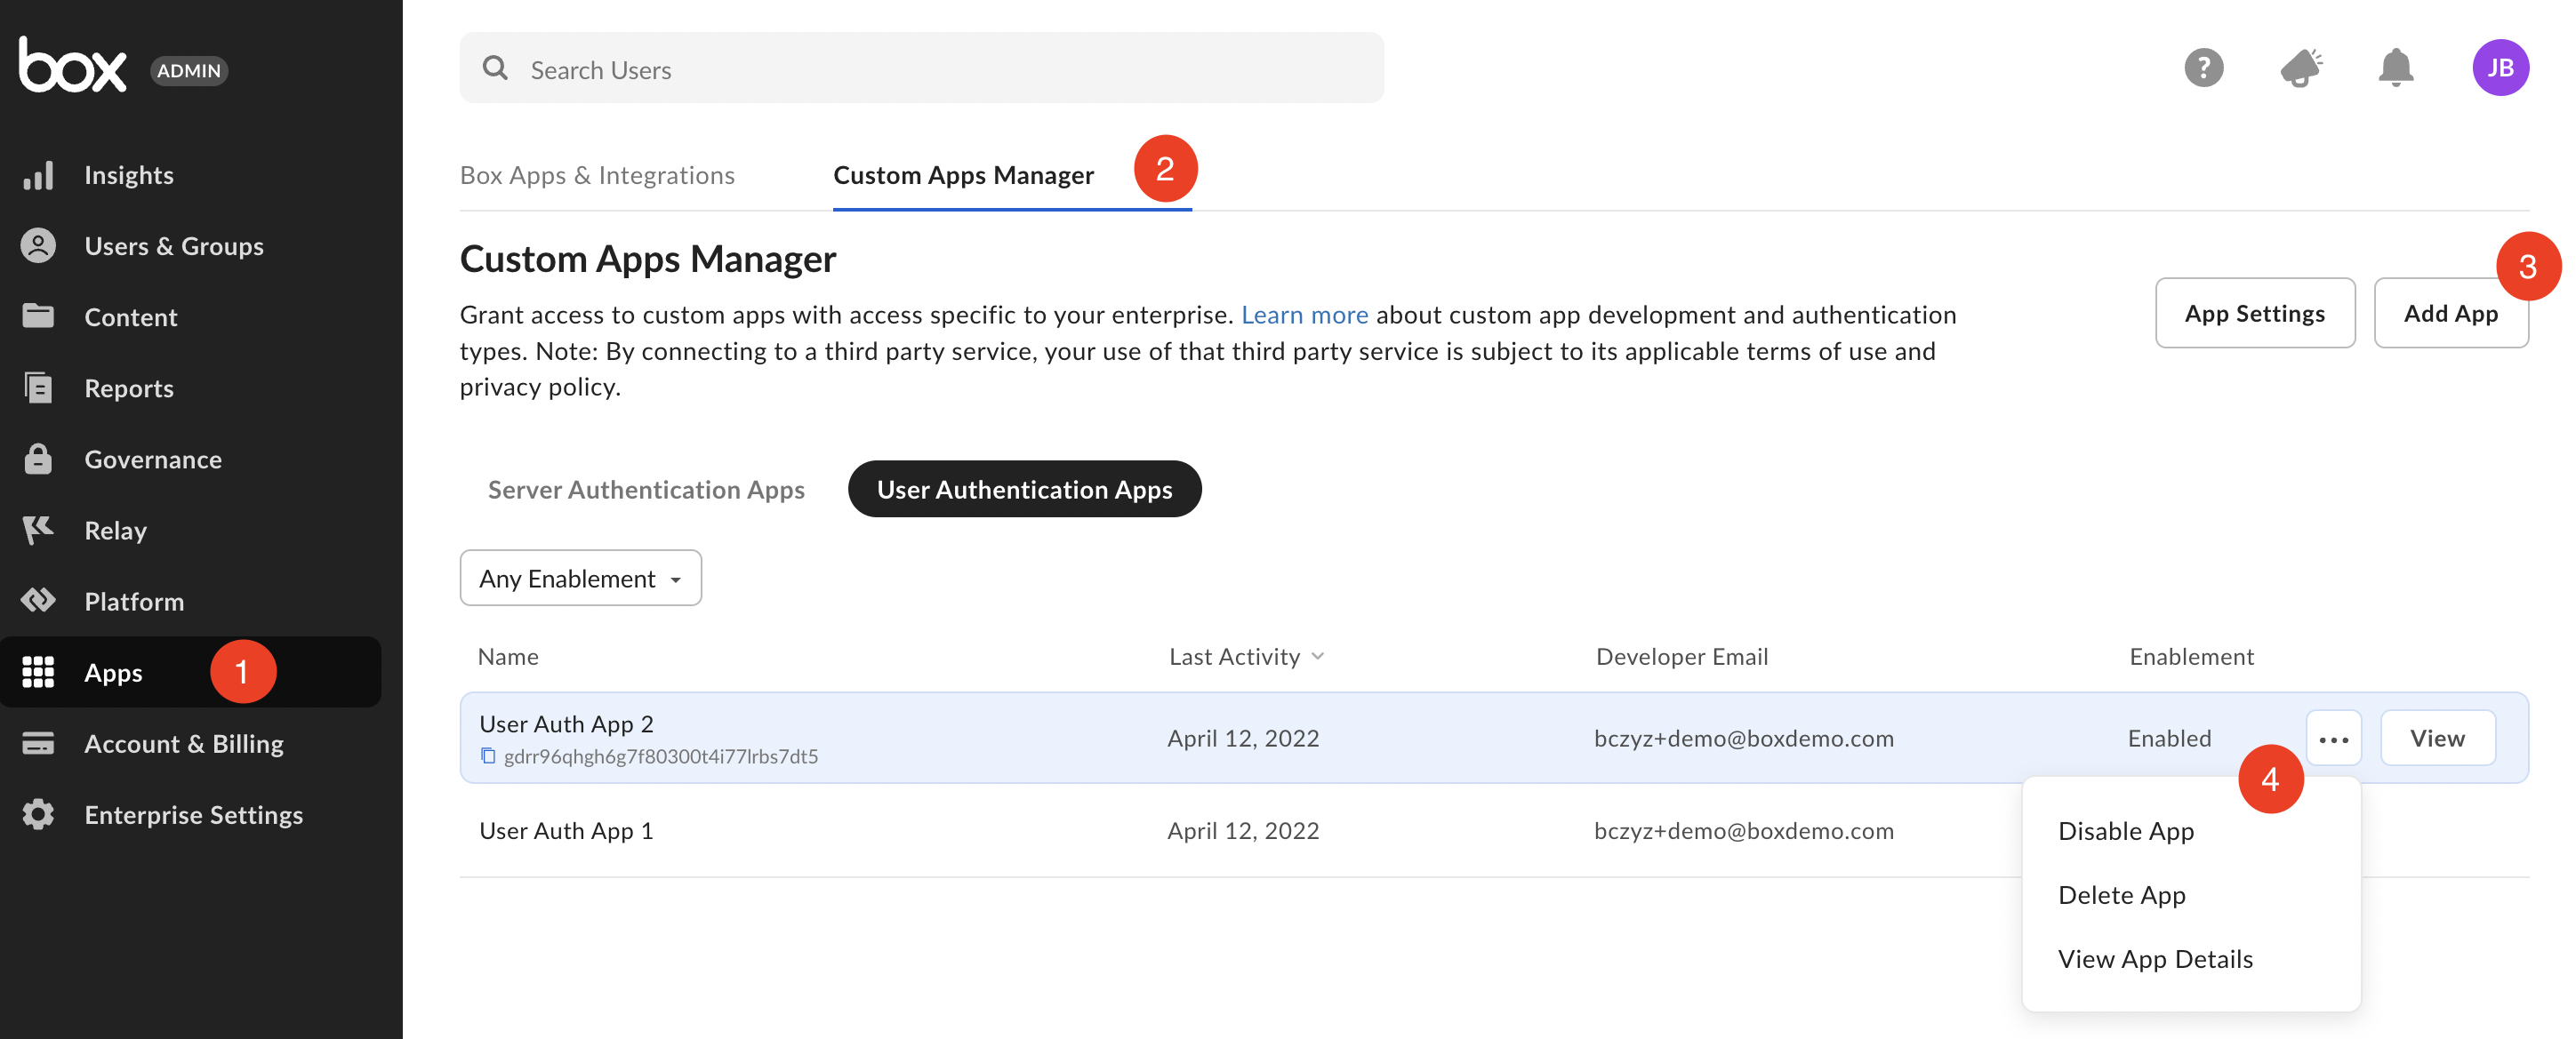 box ADMIN
Insights
Users & Groups
Content
Reports
Governance
Relay
Platform
Apps 1
Account & Billing
Enterprise Settings
Search Users
? JB
Box Apps & Integrations Custom Apps Manager 2
Custom Apps Manager
Grant access to custom apps with access specific to your enterprise. Learn more about custom app development and authentication
types. Note: By connecting to a third party service, your use of that third party service is subject to its applicable terms of use and
privacy policy.
App Settings Add App 3
Server Authentication Apps User Authentication Apps
Any Enablement
Name Last Activity Developer Email Enablement
User Auth App 2 April 12, 2022 bczyz+demo@boxdemo.com Enabled ... View
gdrr96qhgh6g7f80300t4i77lrbs7dt5
4
User Auth App 1 April 12, 2022 bczyz+demo@boxdemo.com
Disable App
Delete App
View App Details